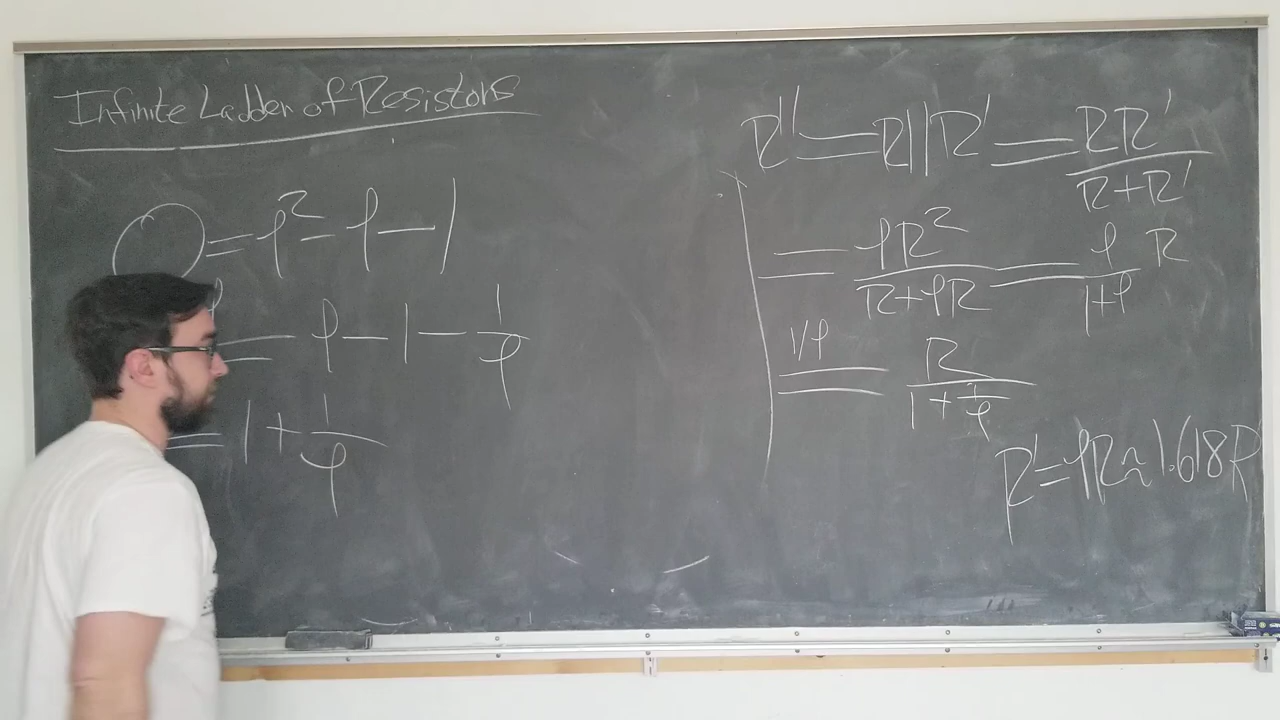 Infinite Ladder of Resistors
0 = φ² - φ - 1
= φ - 1 - 1/φ
= 1 + 1/φ
R'' = R||R' = RR'/(R+R')
= φR²/(R+φR) = φ/(1+φ) R
1/φ
= R/(1+1/φ)
R' = φR ≈ 1.618R